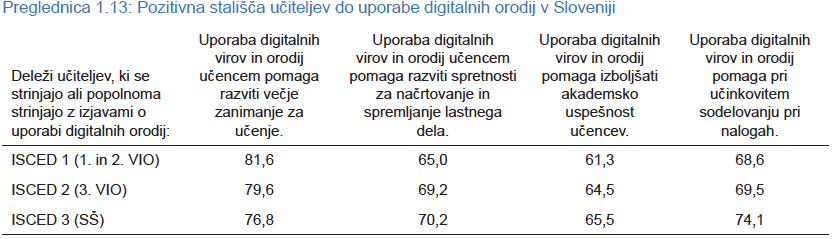 Preglednica 1.13: Pozitivna stališča učiteljev do uporabe digitalnih orodij v Sloveniji
Deleži učiteljev, ki se
strinjajo ali popolnoma
strinjajo z izjavami o
uporabi digitalnih orodij:
Uporaba digitalnih
virov in orodij
učencem pomaga
razviti večje
zanimanje za
učenje.
Uporaba digitalnih
virov in orodij učencem
pomaga razviti spretnosti
za načrtovanje in
spremljanje lastnega
dela.
Uporaba digitalnih
virov in orodij
pomaga izboljšati
akademsko
uspešnost
učencev.
Uporaba digitalnih
virov in orodij
pomaga pri
učinkovitem
sodelovanju pri
nalogah.
ISCED 1 (1. in 2. VIO) 81,6 65,0 61,3 68,6
ISCED 2 (3. VIO) 79,6 69,2 64,5 69,5
ISCED 3 (SŠ) 76,8 70,2 65,5 74,1